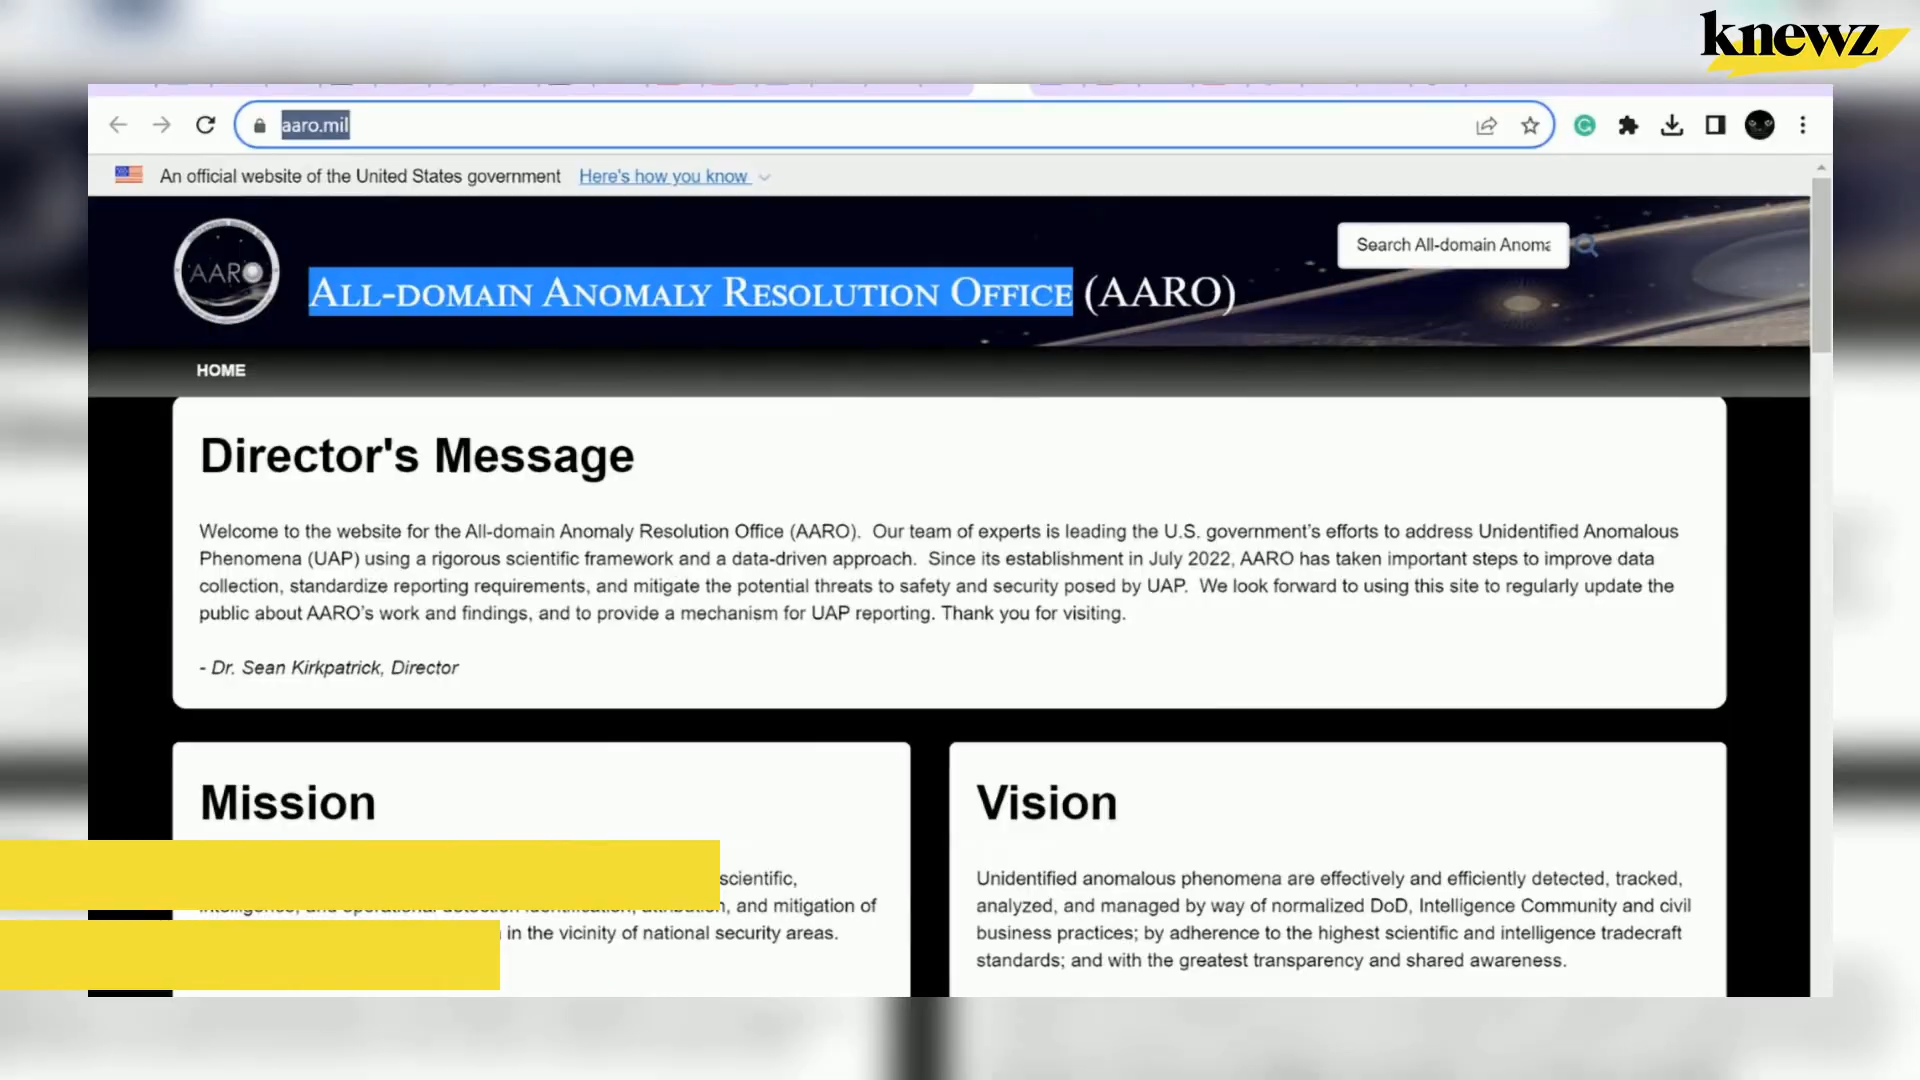 knewz
aaro.mil
An official website of the United States government Here's how you know
AARO
ALL-DOMAIN ANOMALY RESOLUTION OFFICE (AARO)
Search All-domain Anoma
HOME
Director's Message
Welcome to the website for the All-domain Anomaly Resolution Office (AARO). Our team of experts is leading the U.S. government's efforts to address Unidentified Anomalous
Phenomena (UAP) using a rigorous scientific framework and a data-driven approach. Since its establishment in July 2022, AARO has taken important steps to improve data
collection, standardize reporting requirements, and mitigate the potential threats to safety and security posed by UAP. We look forward to using this site to regularly update the
public about AARO's work and findings, and to provide a mechanism for UAP reporting. Thank you for visiting.
- Dr. Sean Kirkpatrick, Director
Mission
scientific,
and mitigation of
in the vicinity of national security areas.
Vision
Unidentified anomalous phenomena are effectively and efficiently detected, tracked,
analyzed, and managed by way of normalized DoD, Intelligence Community and civil
business practices; by adherence to the highest scientific and intelligence tradecraft
standards; and with the greatest transparency and shared awareness.